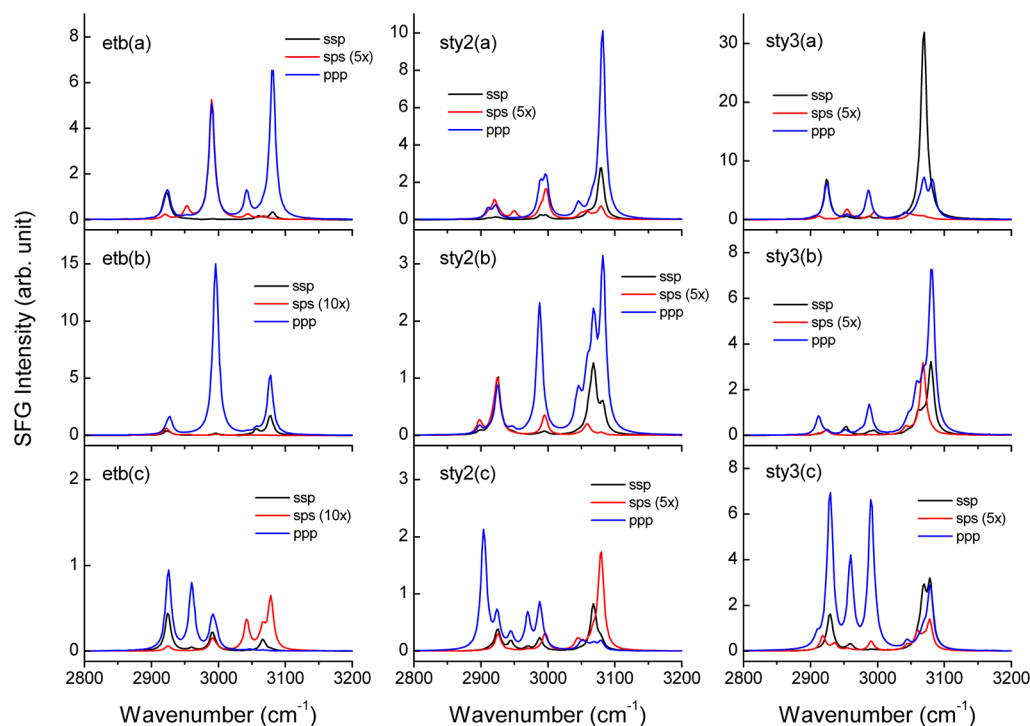 SFG Intensity (arb. unit)
etb(a)
ssp
sps (5x)
ppp
8
6
4
2
0
sty2(a)
ssp
sps (5x)
ppp
10
8
6
4
2
0
sty3(a)
ssp
sps (5x)
ppp
30
20
10
0
etb(b)
ssp
sps (10x)
ppp
15
10
5
0
sty2(b)
ssp
sps (5x)
ppp
3
2
1
0
sty3(b)
ssp
sps (5x)
ppp
8
6
4
2
0
etb(c)
ssp
sps (10x)
ppp
2
1
0
sty2(c)
ssp
sps (5x)
ppp
3
2
1
0
sty3(c)
ssp
sps (5x)
ppp
8
6
4
2
0
2800 2900 3000 3100 3200
2800 2900 3000 3100 3200
2800 2900 3000 3100 3200
Wavenumber (cm⁻¹)
Wavenumber (cm⁻¹)
Wavenumber (cm⁻¹)